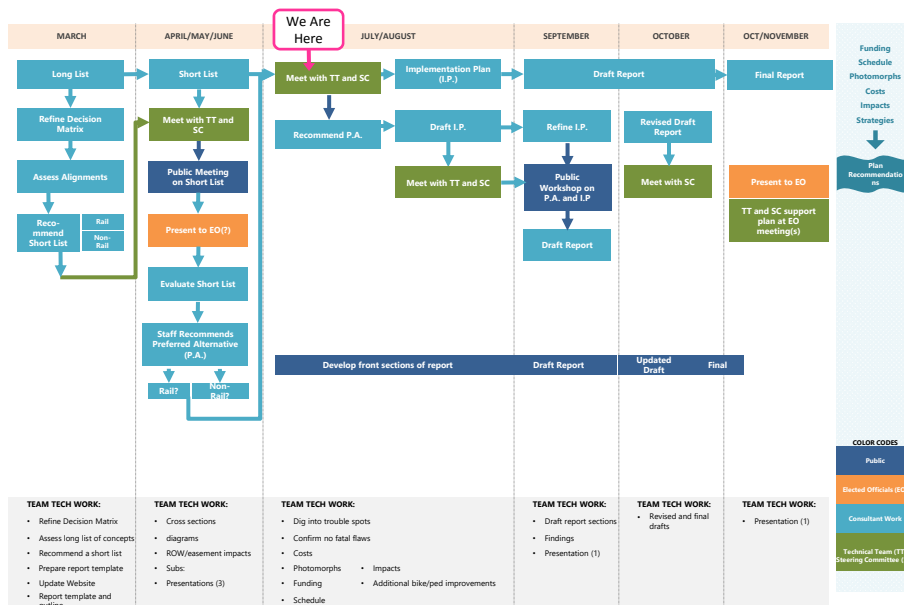 We Are
Here
MARCH
APRIL/MAY/JUNE
JULY/AUGUST
SEPTEMBER
OCTOBER
OCT/NOVEMBER
Long List
Refine Decision
Matrix
Assess Alignments
Reco-
mmend
Short List
Rail
Non-
Rail
Short List
Meet with TT and
SC
Public Meeting
on Short List
Present to EO(?)
Evaluate Short List
Staff Recommends
Preferred Alternative
(P.A.)
Rail?
Non-
Rail?
Meet with TT and SC
Recommend P.A.
Implementation Plan
(I.P.)
Draft I.P.
Meet with TT and SC
Draft Report
Refine I.P.
Public
Workshop on
P.A. and I.P
Draft Report
Revised Draft
Report
Meet with SC
Final Report
Present to EO
TT and SC support
plan at EO
meeting(s)
Develop front sections of report
Draft Report
Updated
Draft
Final
Funding
Schedule
Photomorphs
Costs
Impacts
Strategies
Plan
Recommendatio
ns
COLOR CODES
Public
Elected Officials (EO
Consultant Work
Technical Team (TT
Steering Committee (
TEAM TECH WORK:
• Refine Decision Matrix
• Assess long list of concepts
• Recommend a short list
• Prepare report template
• Update Website
• Report template and
outline
TEAM TECH WORK:
• Cross sections
• diagrams
• ROW/easement impacts
• Subs:
• Presentations (3)
TEAM TECH WORK:
• Dig into trouble spots
• Confirm no fatal flaws
• Costs
• Photomorphs
• Funding
• Schedule
• Impacts
• Additional bike/ped improvements
TEAM TECH WORK:
• Draft report sections
• Findings
• Presentation (1)
TEAM TECH WORK:
• Revised and final
drafts
TEAM TECH WORK:
• Presentation (1)